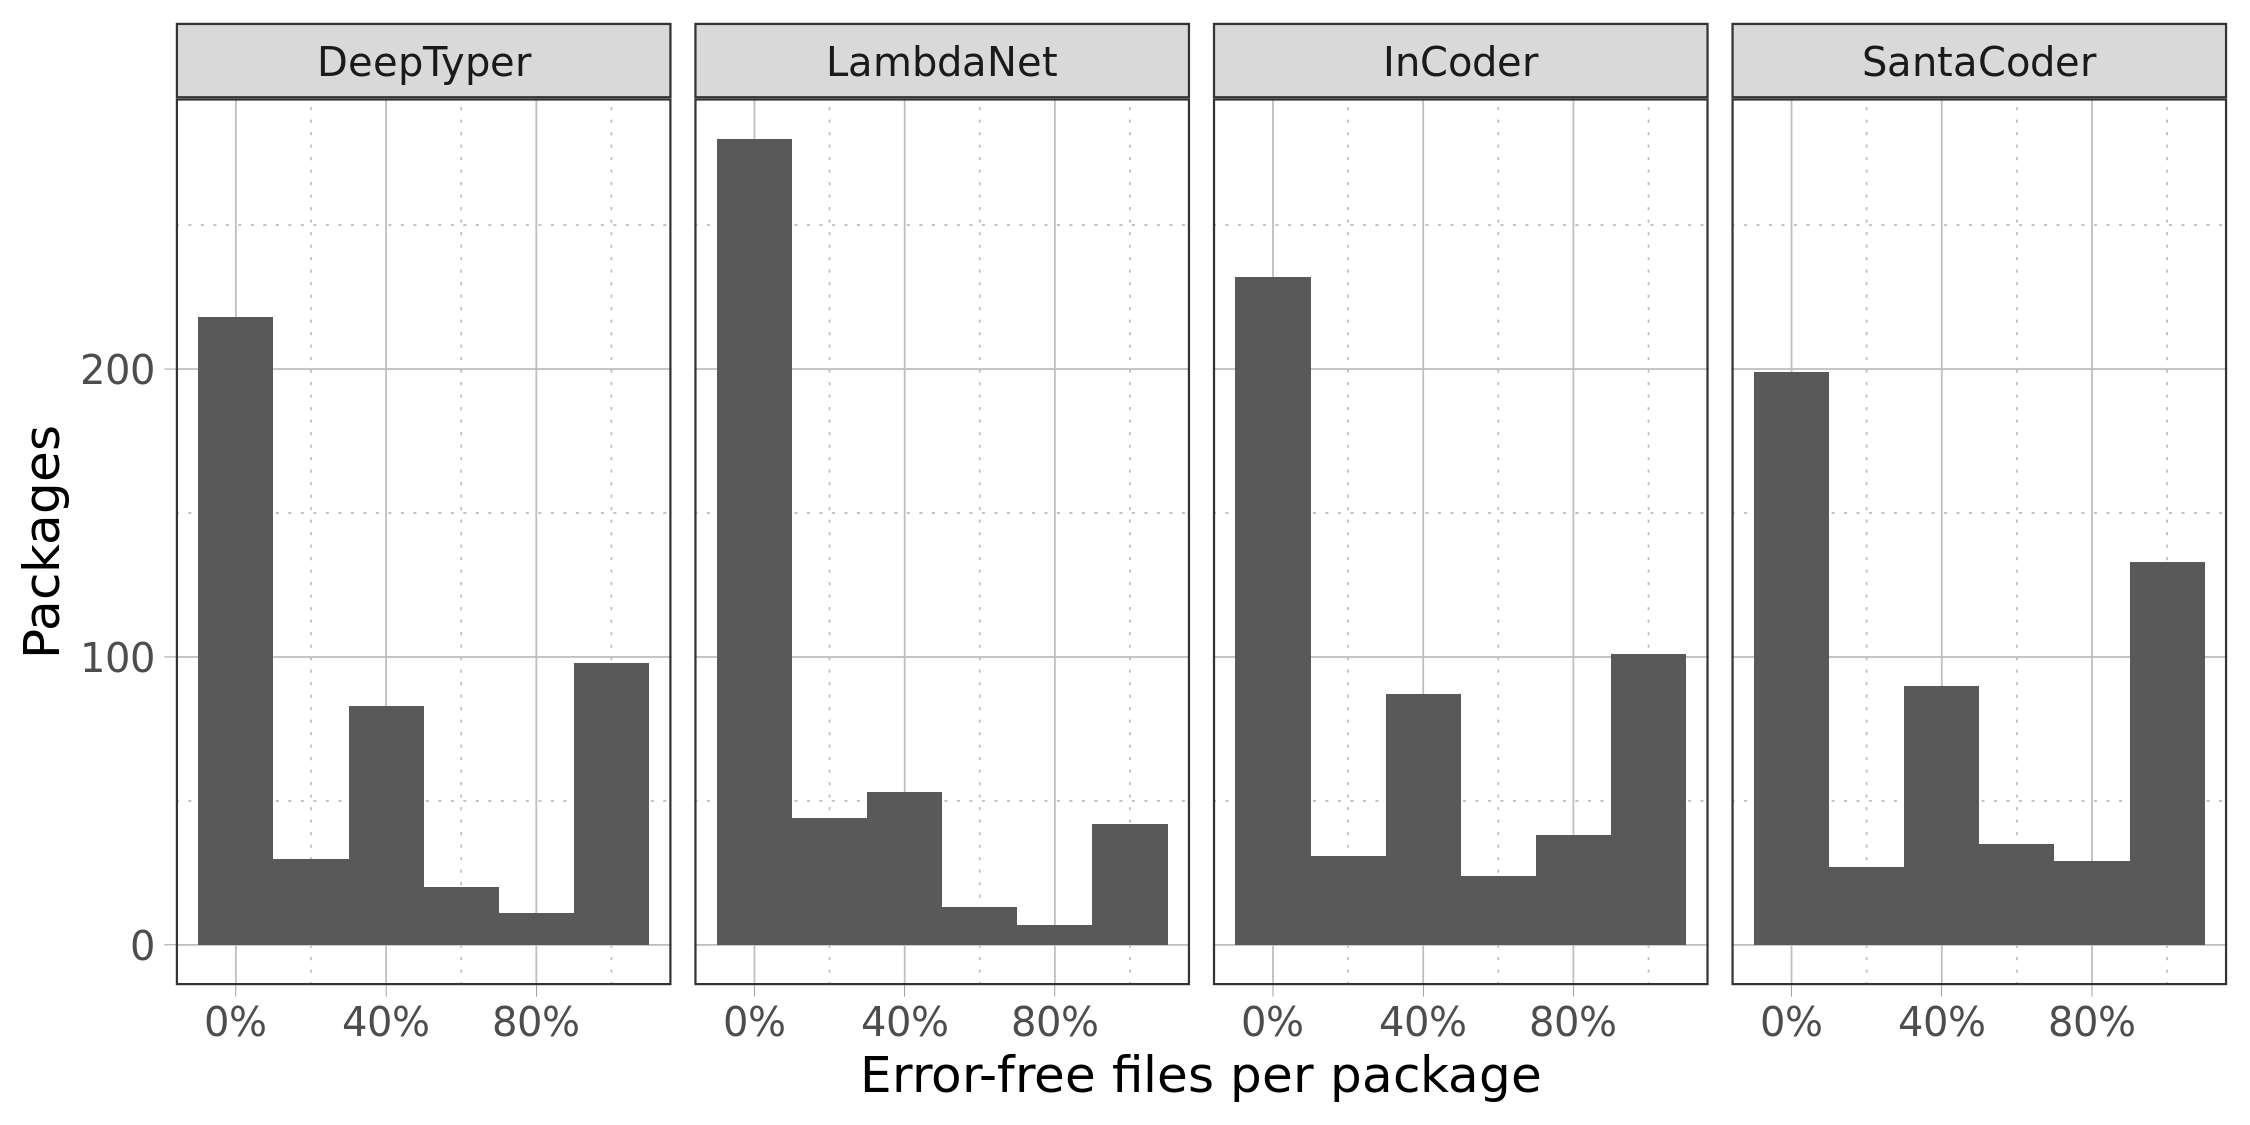 DeepTyper LambdaNet InCoder SantaCoder
Packages
200
100
0
0% 40% 80% 0% 40% 80% 0% 40% 80% 0% 40% 80%
Error-free files per package